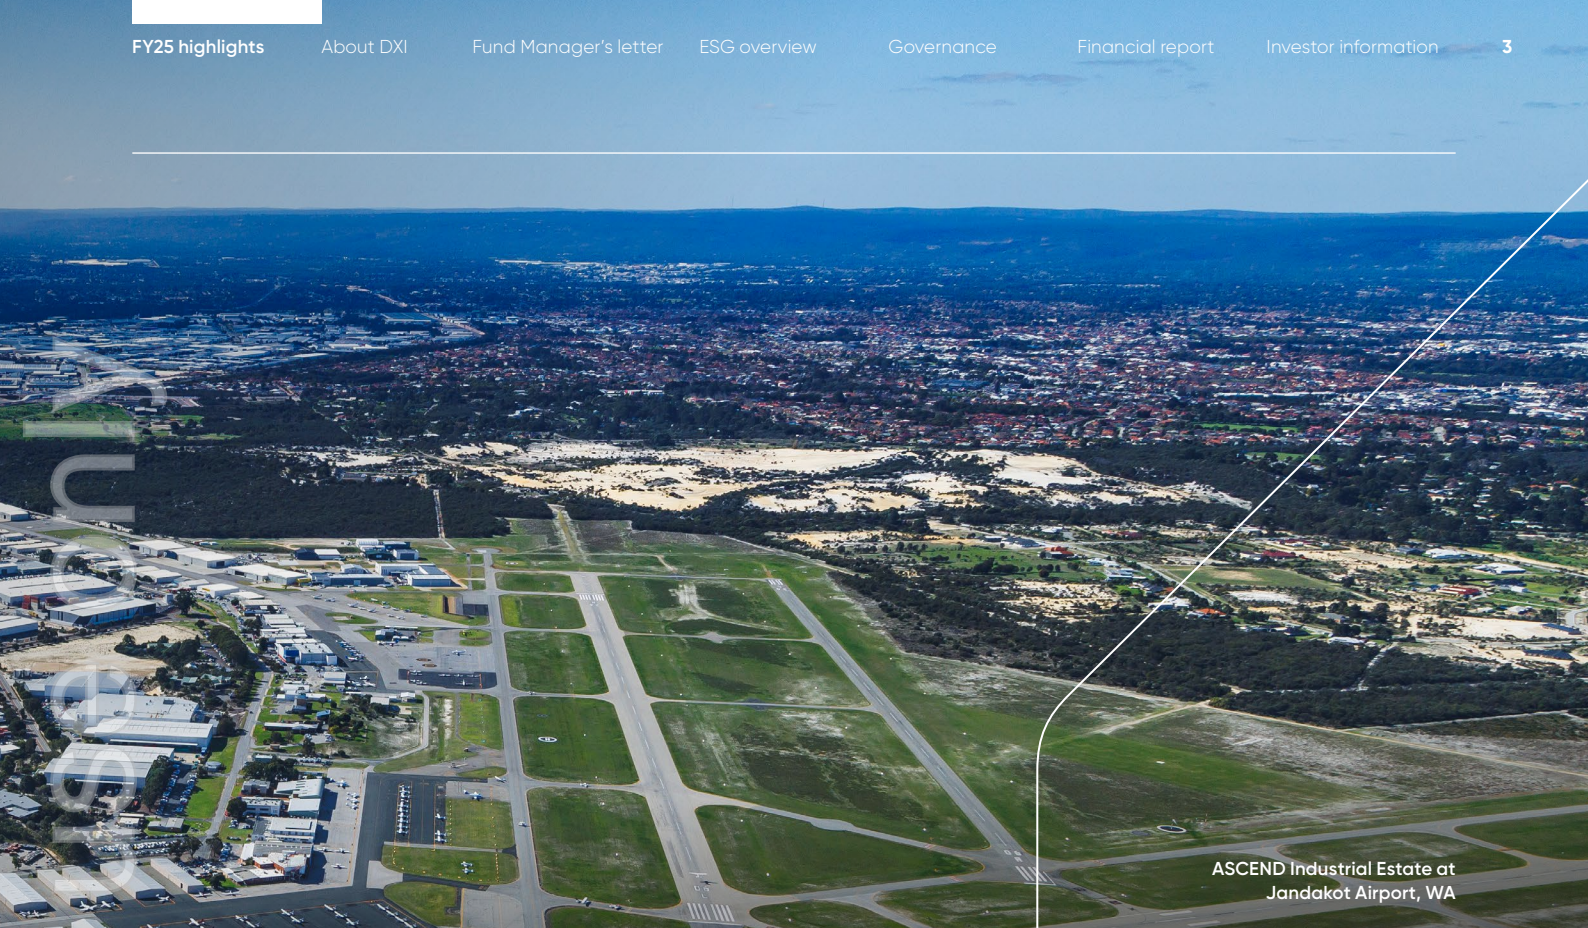 FY25 highlights
About DXI
Fund Manager’s letter
ESG overview
Governance
Financial report
Investor information
3
ASCEND Industrial Estate at
Jandakot Airport, WA